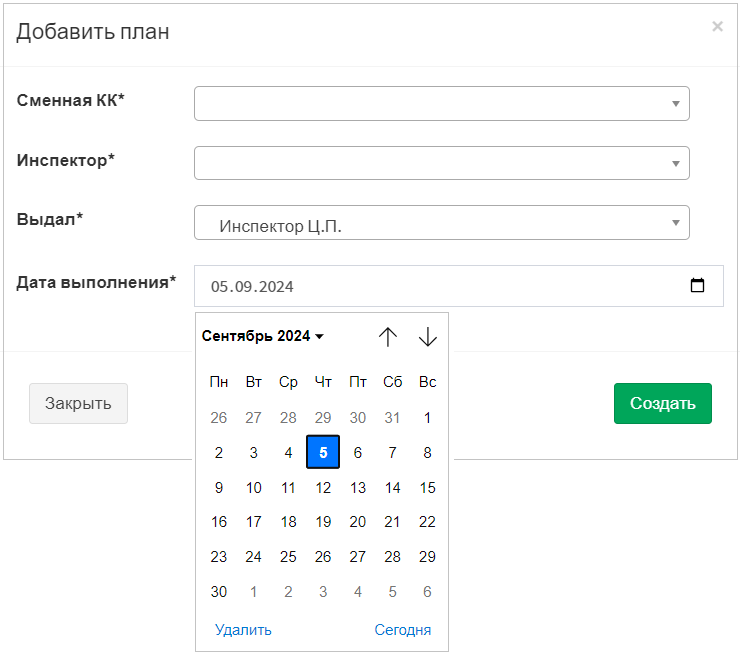 Добавить план ×
Сменная КК*
Инспектор*
Выдал* Инспектор Ц.П.
Дата выполнения* 05.09.2024
Сентябрь 2024
Пн Вт Ср Чт Пт Сб Вс
26 27 28 29 30 31 1
2 3 4 5 6 7 8
9 10 11 12 13 14 15
16 17 18 19 20 21 22
23 24 25 26 27 28 29
30 1 2 3 4 5 6
Удалить Сегодня
Закрыть Создать